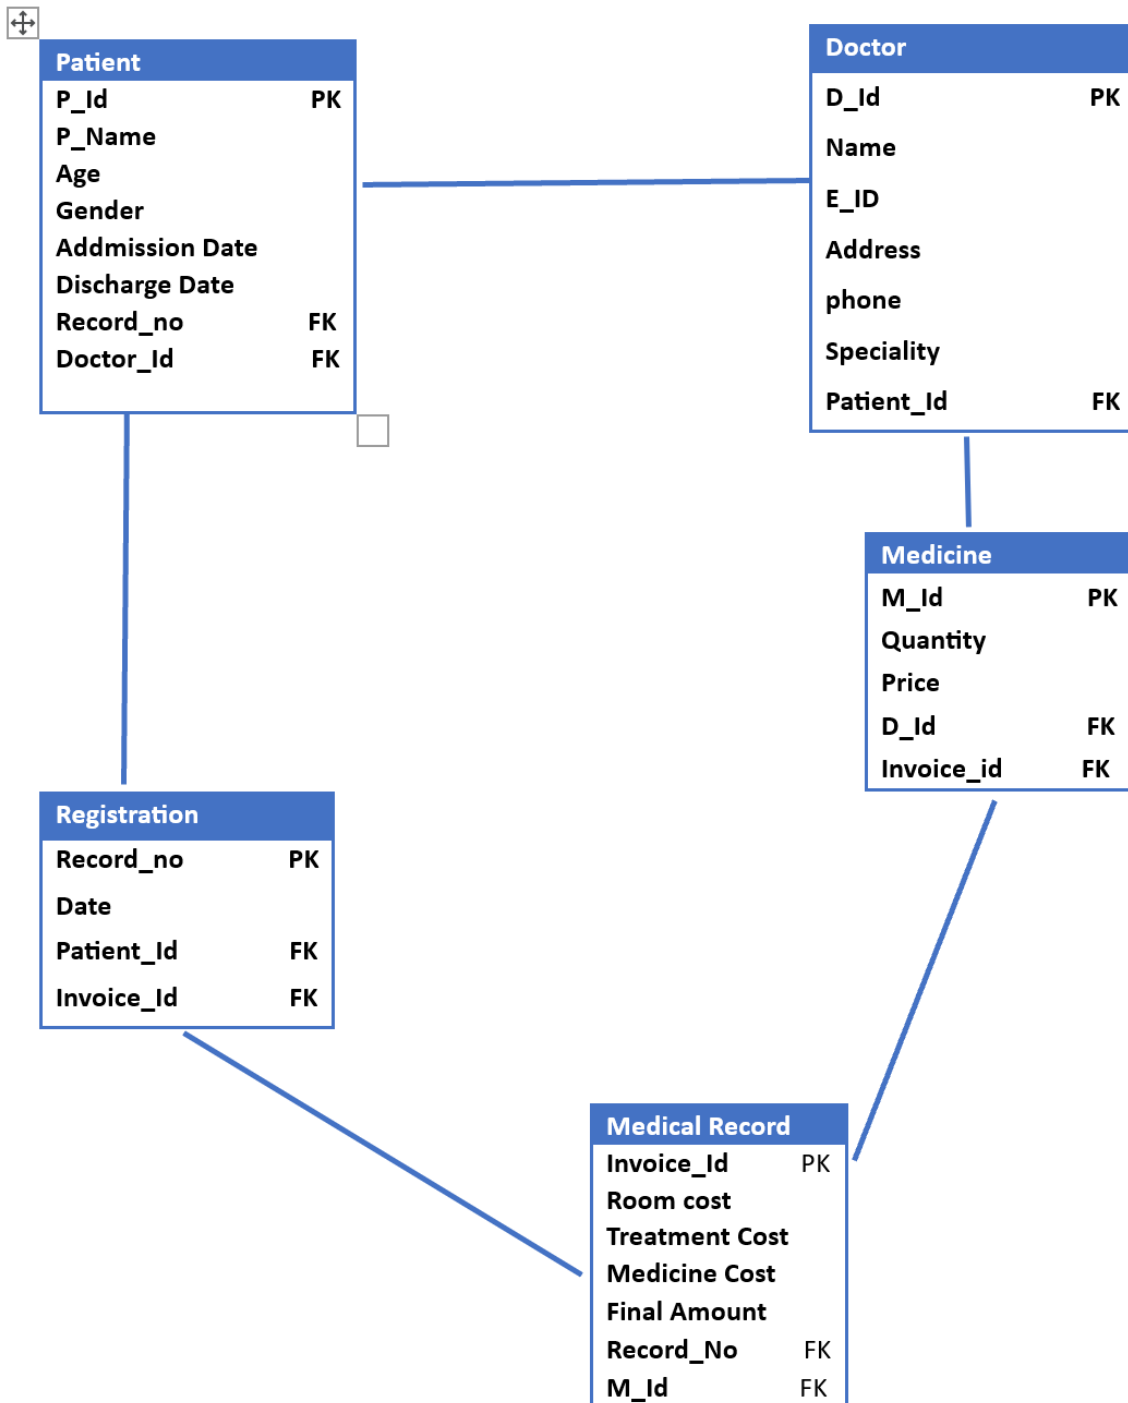 Patient
P_Id PK
P_Name
Age
Gender
Addmission Date
Discharge Date
Record_no FK
Doctor_Id FK
Doctor
D_Id PK
Name
E_ID
Address
phone
Speciality
Patient_Id FK
Medicine
M_Id PK
Quantity
Price
D_Id FK
Invoice_id FK
Registration
Record_no PK
Date
Patient_Id FK
Invoice_Id FK
Medical Record
Invoice_Id PK
Room cost
Treatment Cost
Medicine Cost
Final Amount
Record_No FK
M_Id FK